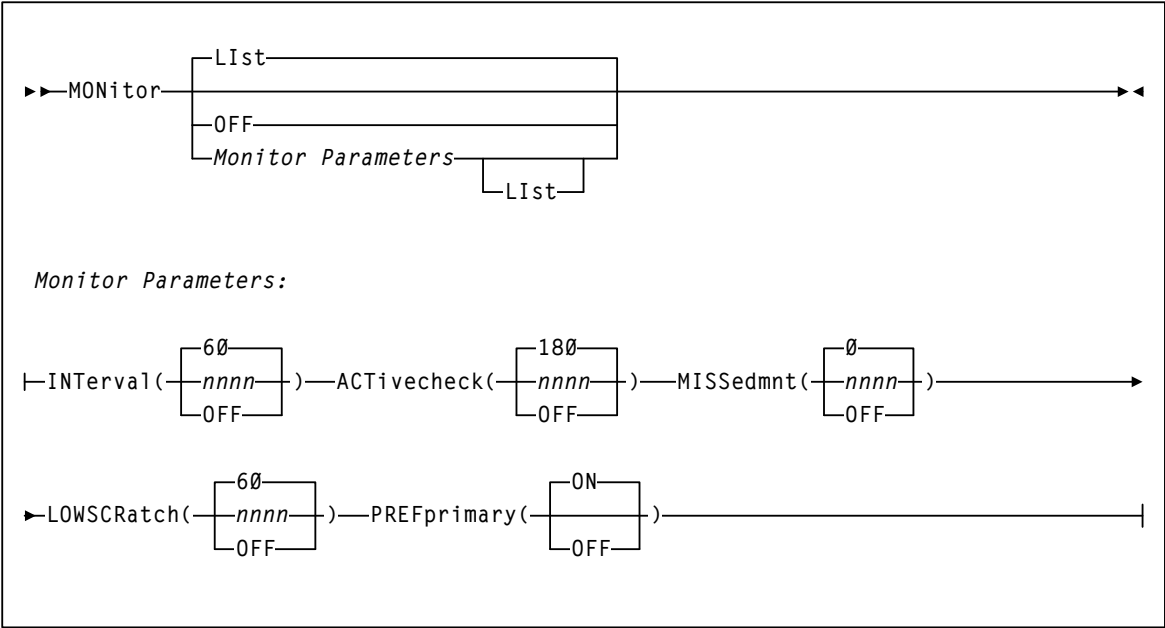 LIst
MONitor
OFF
Monitor Parameters
LIst
Monitor Parameters:
60 180 0
INTerval( nnnn ) ACTivecheck( nnnn ) MISSedmnt( nnnn )
OFF OFF OFF
60 ON
LOWSCRatch( nnnn ) PREFprimary( )
OFF OFF